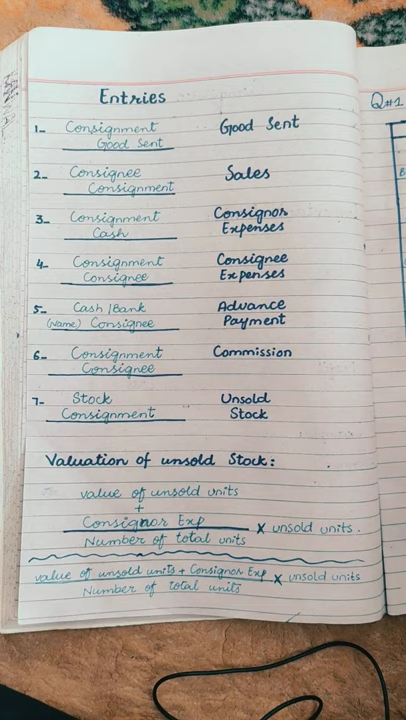 Entries
1- Consignment Good Sent
Good Sent
2- Consignee Sales
Consignment
3- Consignment Consignor
Cash Expenses
4- Consignment Consignee
Consignee Expenses
5- Cash / Bank Advance
(Name) Consignee Payment
6- Consignment Commission
Consignee
7- Stock Unsold
Consignment Stock
Valuation of unsold Stock:
value of unsold units
+
Consignor Exp × unsold units.
Number of total units
value of unsold units + Consignor Exp × unsold units
Number of total units
Q#1